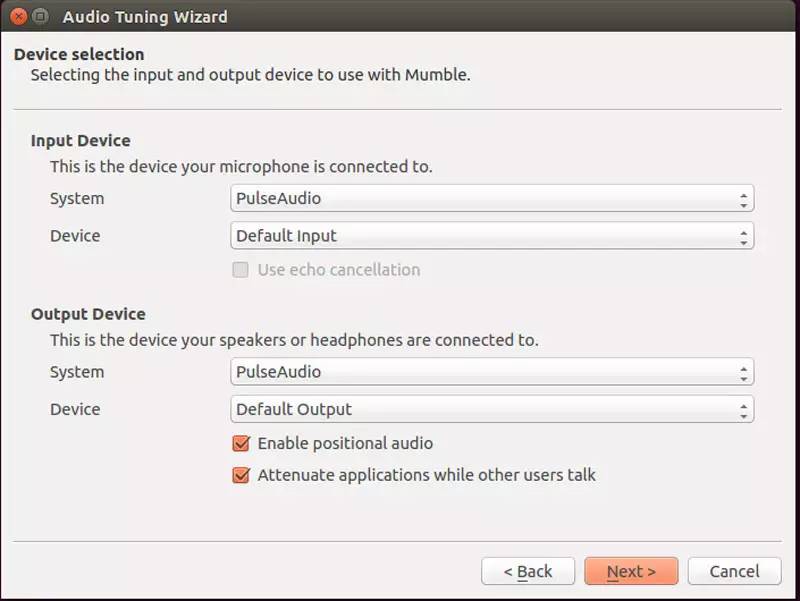 Audio Tuning Wizard
Device selection
Selecting the input and output device to use with Mumble.
Input Device
This is the device your microphone is connected to.
System PulseAudio
Device Default Input
Use echo cancellation
Output Device
This is the device your speakers or headphones are connected to.
System PulseAudio
Device Default Output
Enable positional audio
Attenuate applications while other users talk
< Back Next > Cancel